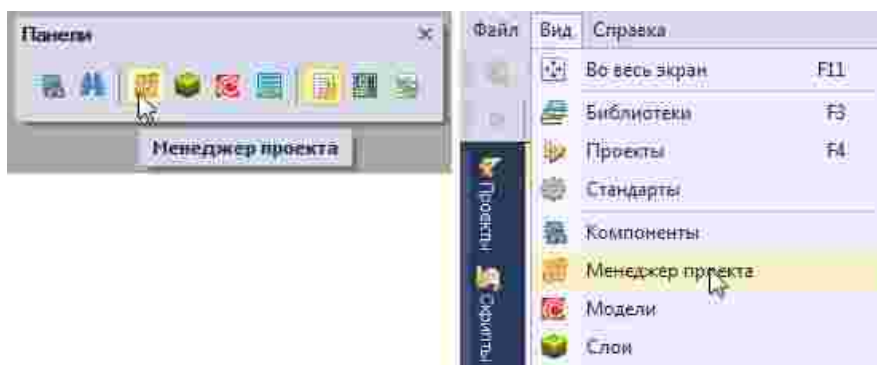 Панели
Менеджер проекта
Файл Вид Справка
Во весь экран F11
Библиотеки F3
Проекты F4
Стандарты
Компоненты
Менеджер проекта
Модели
Слои
Проекты
Скрипты